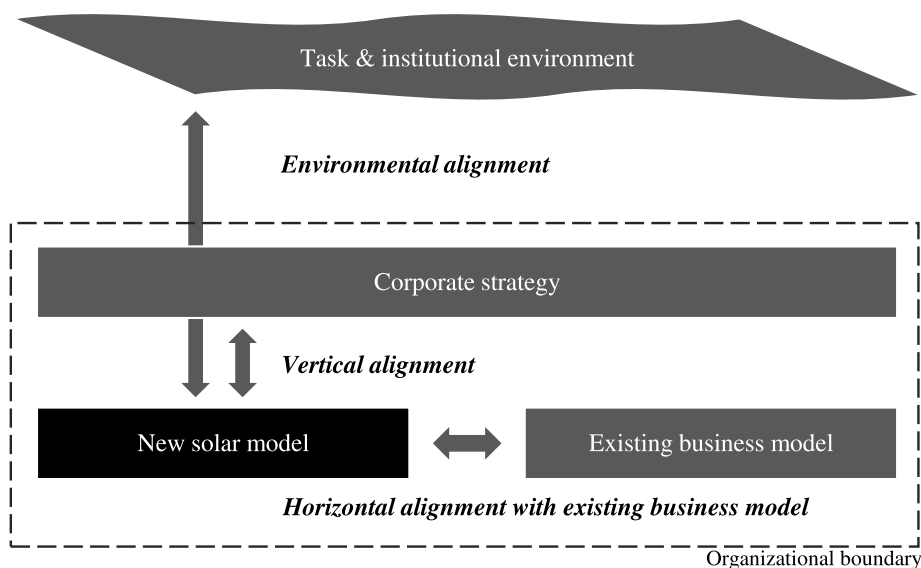 Task & institutional environment
Environmental alignment
Corporate strategy
Vertical alignment
New solar model
Existing business model
Horizontal alignment with existing business model
Organizational boundary